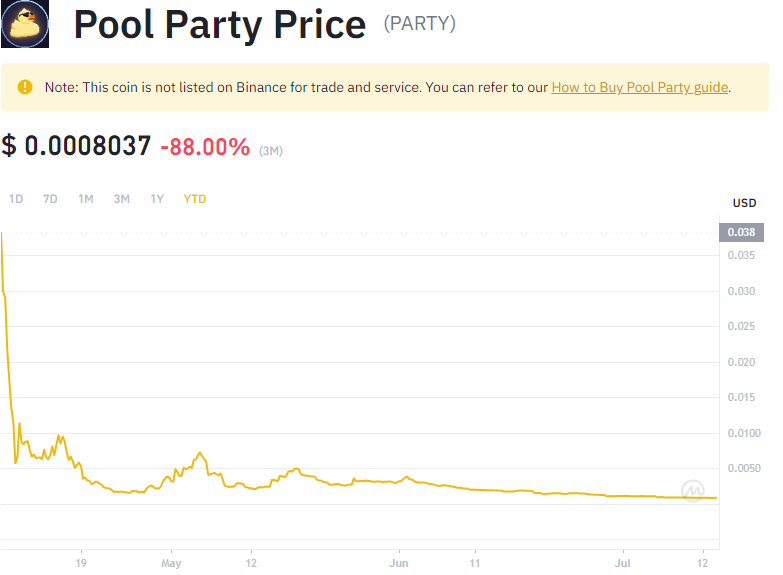 Pool Party Price (PARTY)
Note: This coin is not listed on Binance for trade and service. You can refer to our How to Buy Pool Party guide.
$ 0.0008037 -88.00% (3M)
1D 7D 1M 3M 1Y YTD
USD
0.038
0.035
0.030
0.025
0.020
0.015
0.0100
0.0050
19 May 12 Jun 11 Jul 12